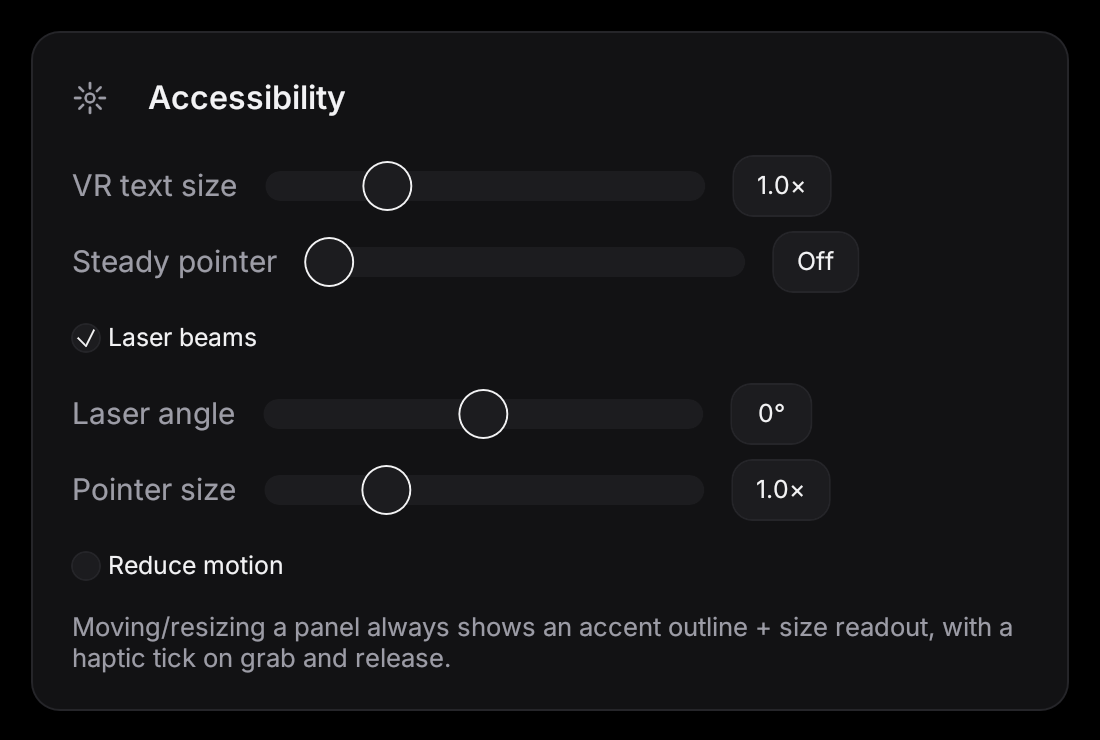 Accessibility
VR text size 1.0×
Steady pointer Off
Laser beams
Laser angle 0°
Pointer size 1.0×
Reduce motion
Moving/resizing a panel always shows an accent outline + size readout, with a
haptic tick on grab and release.